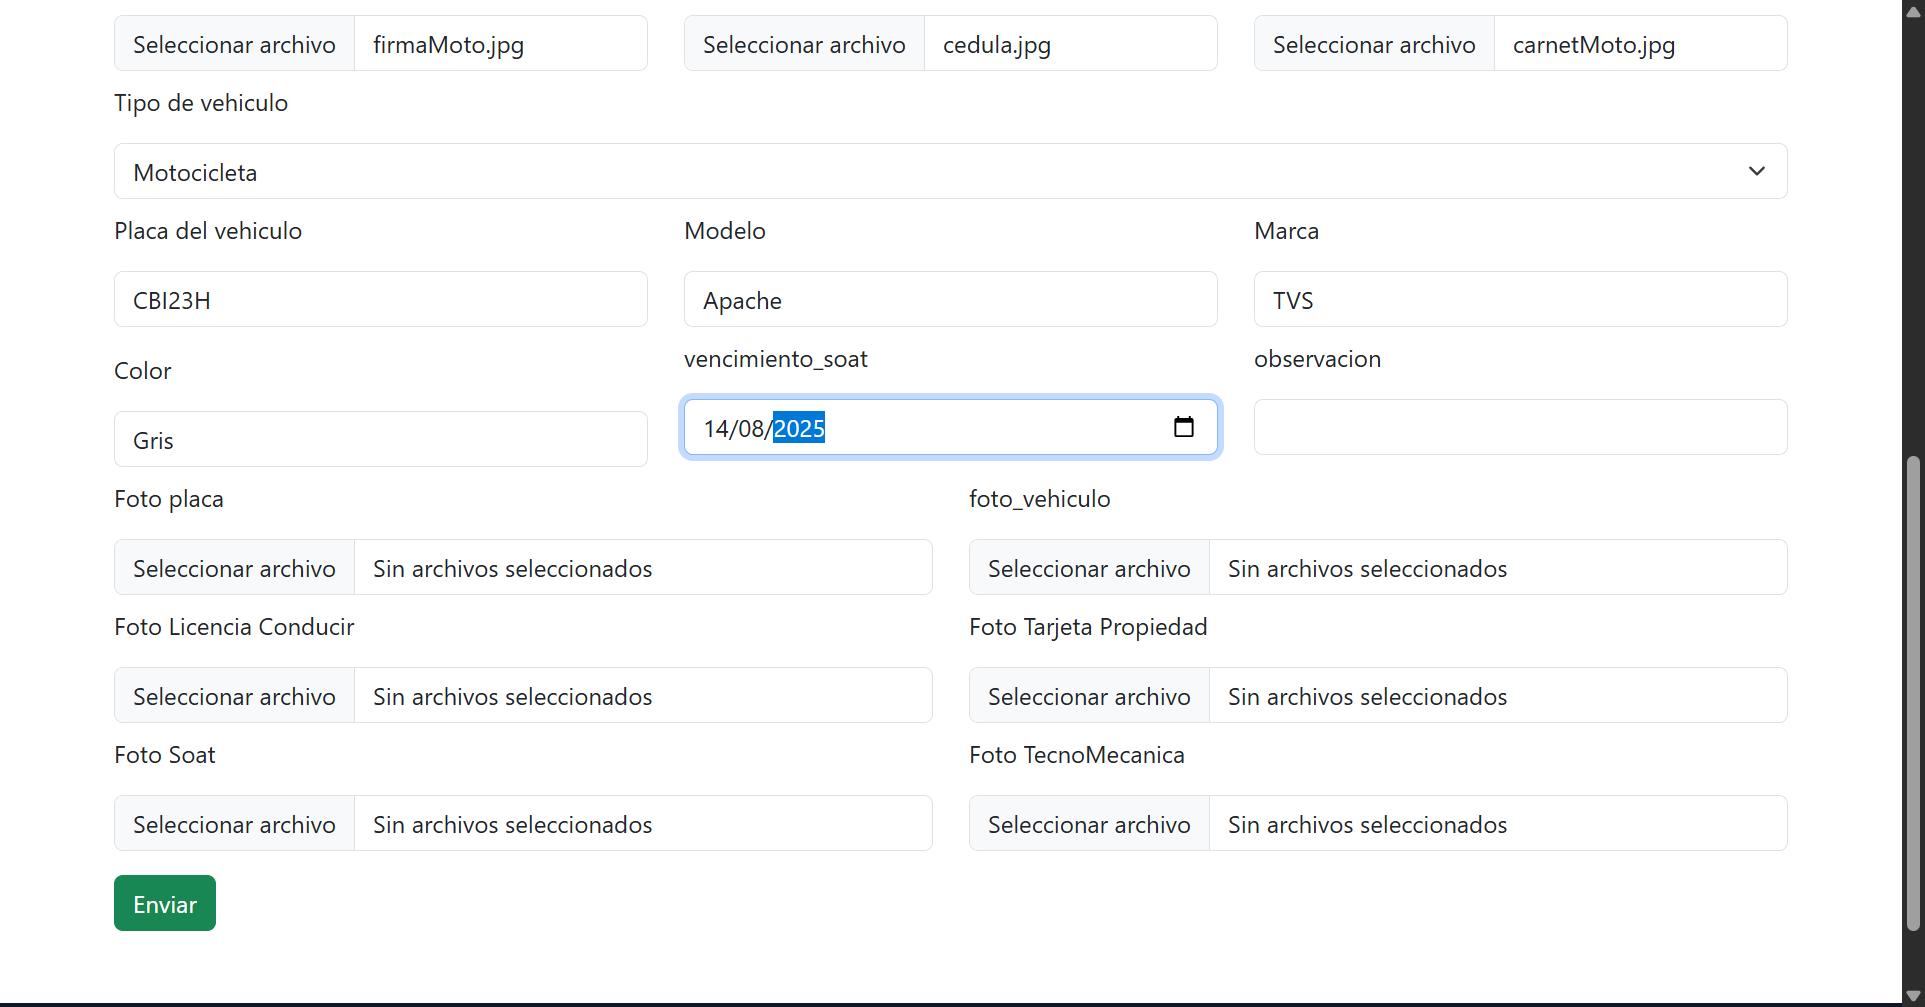 Seleccionar archivo firmaMoto.jpg Seleccionar archivo cedula.jpg Seleccionar archivo carnetMoto.jpg
Tipo de vehiculo
Motocicleta
Placa del vehiculo Modelo Marca
CBI23H Apache TVS
Color vencimiento_soat observacion
Gris 14/08/2025
Foto placa foto_vehiculo
Seleccionar archivo Sin archivos seleccionados Seleccionar archivo Sin archivos seleccionados
Foto Licencia Conducir Foto Tarjeta Propiedad
Seleccionar archivo Sin archivos seleccionados Seleccionar archivo Sin archivos seleccionados
Foto Soat Foto TecnoMecanica
Seleccionar archivo Sin archivos seleccionados Seleccionar archivo Sin archivos seleccionados
Enviar